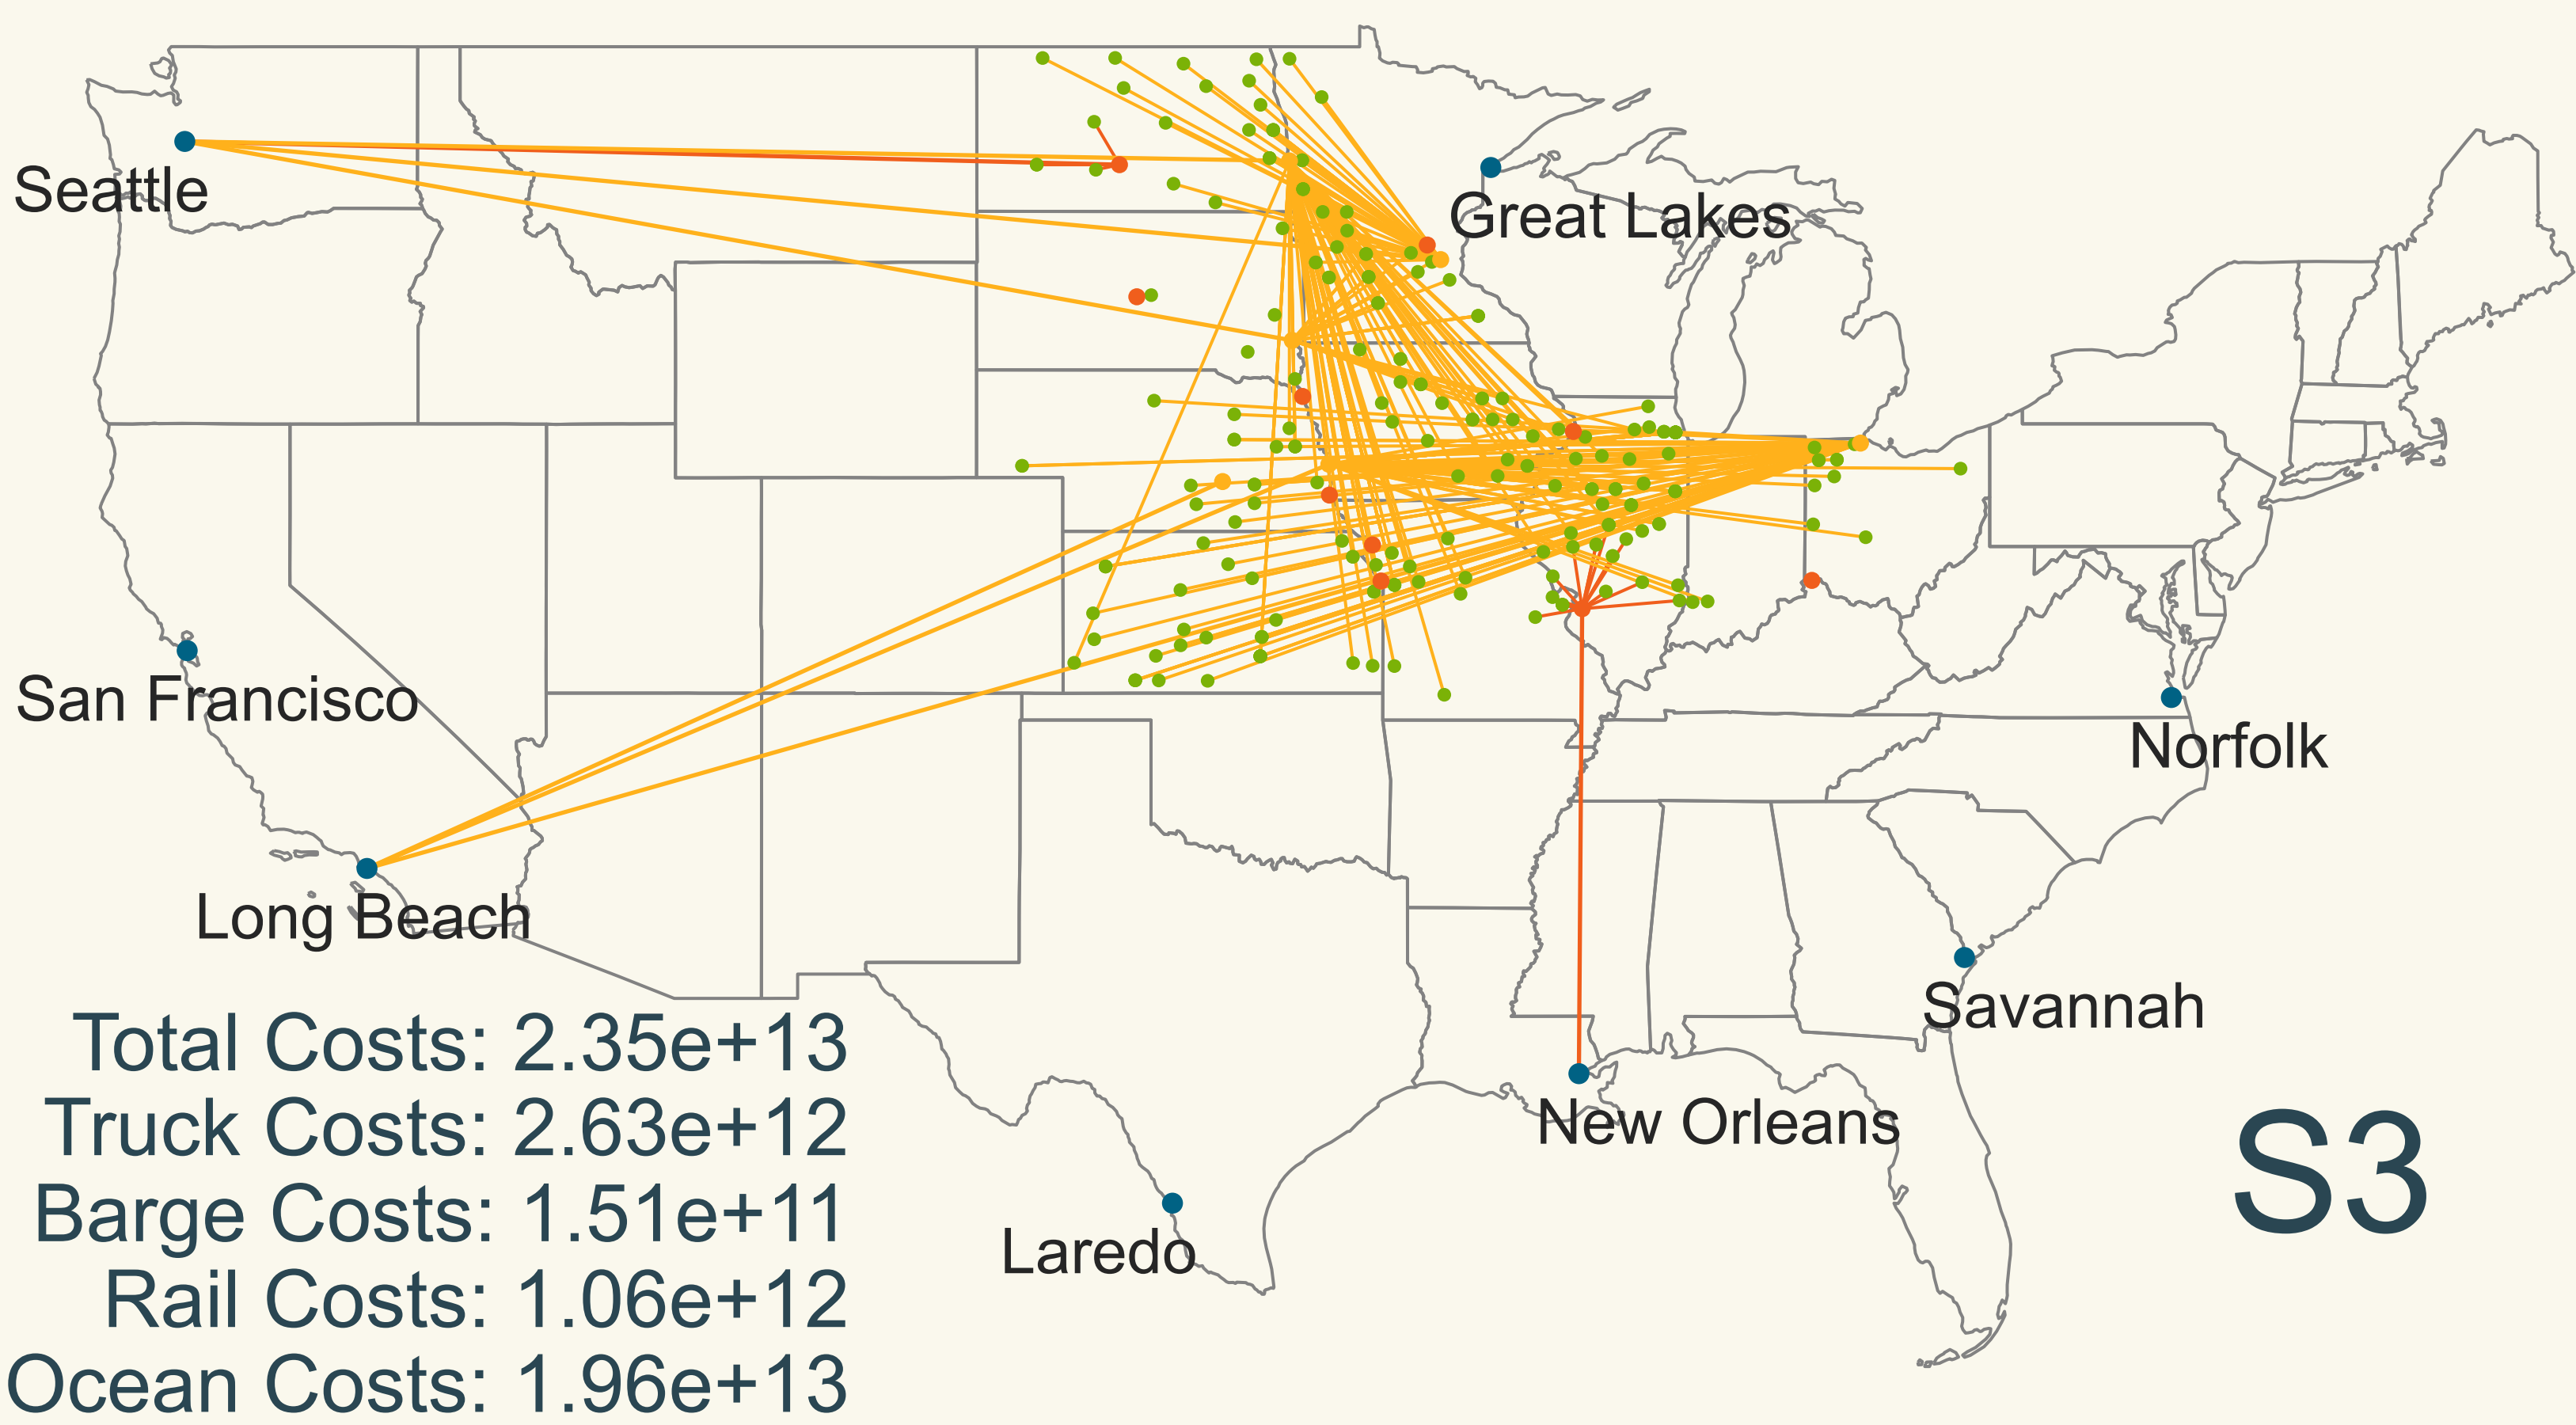 Seattle
Great Lakes
San Francisco
Norfolk
Long Beach
Savannah
New Orleans
Laredo
Total Costs: 2.35e+13
Truck Costs: 2.63e+12
Barge Costs: 1.51e+11
Rail Costs: 1.06e+12
Ocean Costs: 1.96e+13
S3